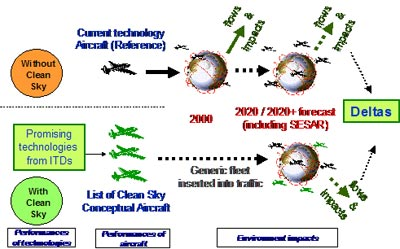 Current technology
Aircraft (Reference)
flows
&
impacts
flows
&
impacts
Without
Clean
Sky
2000
2020 / 2020+ forecast
(including SESAR)
Deltas
Promising
technologies
from ITDs
Generic fleet
inserted into traffic
flows
&
impacts
With
Clean
Sky
List of Clean Sky
Conceptual Aircraft
Performances
of technologies
Performances of
aircraft
Environment impacts